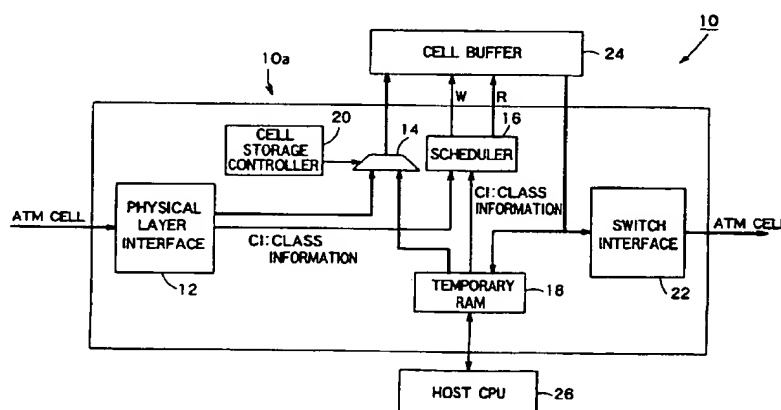 10
CELL BUFFER
24
10a
W
R
20
14
16
CELL
STORAGE
CONTROLLER
SCHEDULER
CI:CLASS
INFORMATION
ATM CELL
PHYSICAL
LAYER
INTERFACE
SWITCH
INTERFACE
ATM CELL
CI:CLASS
INFORMATION
12
TEMPORARY
RAM
18
22
HOST CPU
26